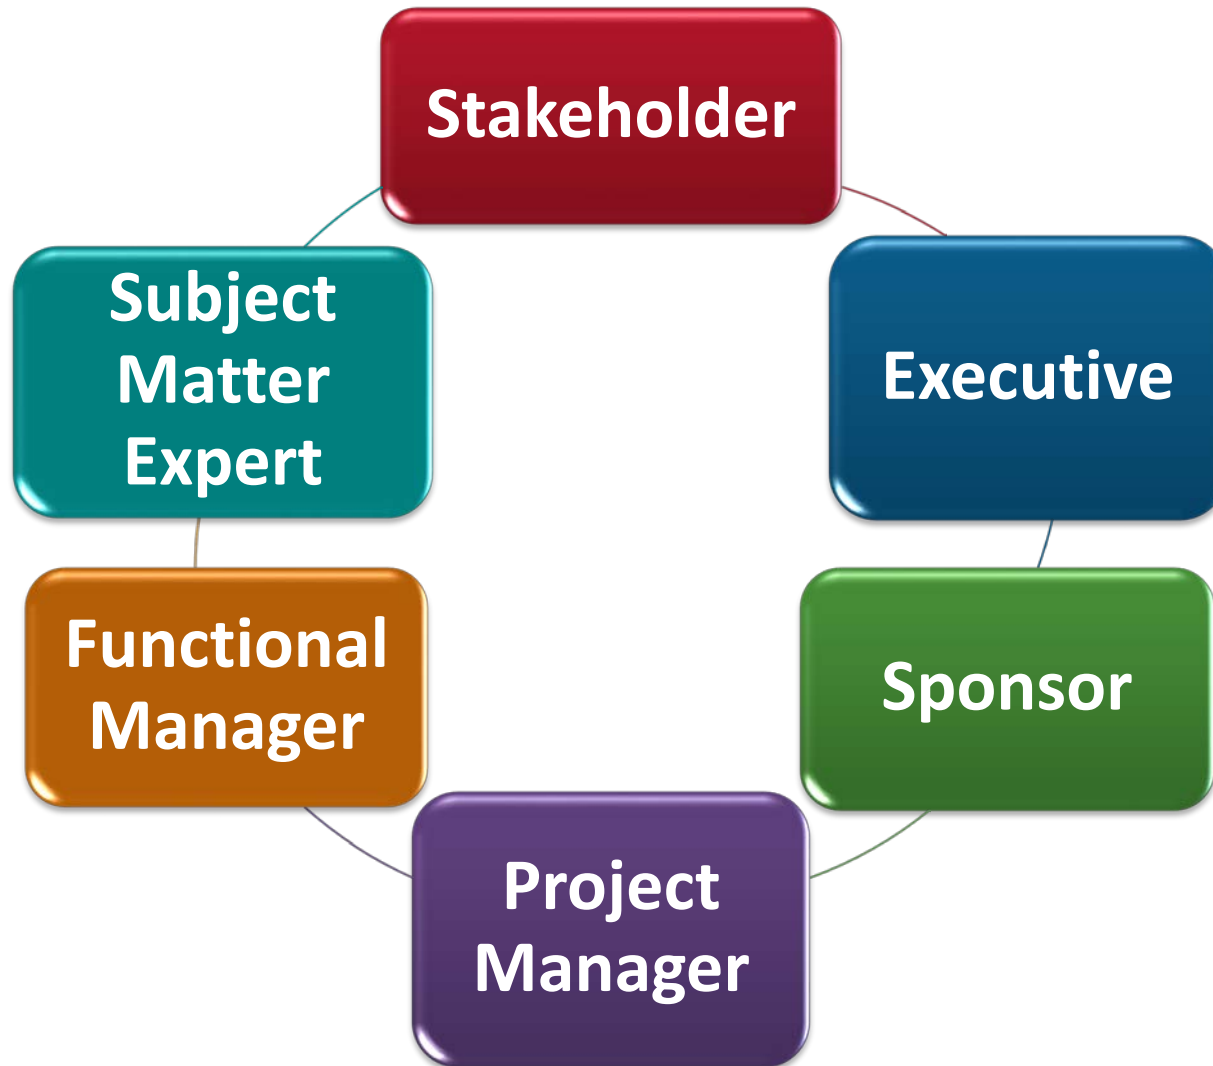 Stakeholder
Executive
Sponsor
Project
Manager
Functional
Manager
Subject
Matter
Expert